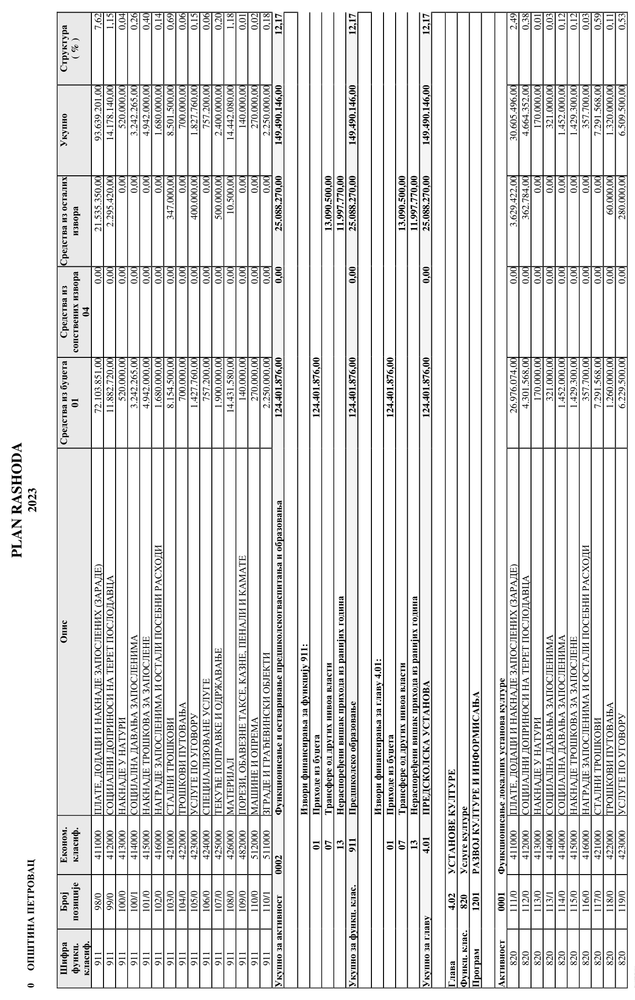 PLAN RASHODA
2023
0 ОПШТИНА ПЕТРОВАЦ
Шифра функц. класиф. Број позиције Економ. класиф. Опис Средства из буџета 01 Средства из сопствених извора 04 Средства из осталих извора Укупно Структура ( % )
911 98/0 411000 ПЛАТЕ, ДОДАЦИ И НАКНАДЕ ЗАПОСЛЕНИХ (ЗАРАДЕ) 72.103.851,00 0,00 21.535.350,00 93.639.201,00 7,62
911 99/0 412000 СОЦИЈАЛНИ ДОПРИНОСИ НА ТЕРЕТ ПОСЛОДАВЦА 11.882.720,00 0,00 2.295.420,00 14.178.140,00 1,15
911 100/0 413000 НАКНАДЕ У НАТУРИ 520.000,00 0,00 0,00 520.000,00 0,04
911 100/1 414000 СОЦИЈАЛНА ДАВАЊА ЗАПОСЛЕНИМА 3.242.265,00 0,00 0,00 3.242.265,00 0,26
911 101/0 415000 НАКНАДЕ ТРОШКОВА ЗА ЗАПОСЛЕНЕ 4.942.000,00 0,00 0,00 4.942.000,00 0,40
911 102/0 416000 НАГРАДЕ ЗАПОСЛЕНИМА И ОСТАЛИ ПОСЕБНИ РАСХОДИ 1.680.000,00 0,00 0,00 1.680.000,00 0,14
911 103/0 421000 СТАЛНИ ТРОШКОВИ 8.154.500,00 0,00 347.000,00 8.501.500,00 0,69
911 104/0 422000 ТРОШКОВИ ПУТОВАЊА 700.000,00 0,00 0,00 700.000,00 0,06
911 105/0 423000 УСЛУГЕ ПО УГОВОРУ 1.427.760,00 0,00 400.000,00 1.827.760,00 0,15
911 106/0 424000 СПЕЦИЈАЛИЗОВАНЕ УСЛУГЕ 757.200,00 0,00 0,00 757.200,00 0,06
911 107/0 425000 ТЕКУЋЕ ПОПРАВКЕ И ОДРЖАВАЊЕ 1.900.000,00 0,00 500.000,00 2.400.000,00 0,20
911 108/0 426000 МАТЕРИЈАЛ 14.431.580,00 0,00 10.500,00 14.442.080,00 1,18
911 109/0 482000 ПОРЕЗИ, ОБАВЕЗНЕ ТАКСЕ, КАЗНЕ, ПЕНАЛИ И КАМАТЕ 140.000,00 0,00 0,00 140.000,00 0,01
911 110/0 512000 МАШИНЕ И ОПРЕМА 270.000,00 0,00 0,00 270.000,00 0,02
911 110/1 511000 ЗГРАДЕ И ГРАЂЕВИНСКИ ОБЈЕКТИ 2.250.000,00 0,00 0,00 2.250.000,00 0,18
Укупно за активност 0002 Функционисање и остваривање предшколскогваспитања и образовања 124.401.876,00 0,00 25.088.270,00 149.490.146,00 12,17
Извори финансирања за функцију 911:
01 Приходе из буџета 124.401.876,00
07 Трансфере од других нивоа власти 13.090.500,00
13 Нераспоређени вишак прихода из ранијих година 11.997.770,00
Укупно за функц. клас. 911 Предшколско образовање 124.401.876,00 0,00 25.088.270,00 149.490.146,00 12,17
Извори финансирања за главу 4.01:
01 Приходе из буџета 124.401.876,00
07 Трансфере од других нивоа власти 13.090.500,00
13 Нераспоређени вишак прихода из ранијих година 11.997.770,00
Укупно за главу 4.01 ПРЕДСКОЛСКА УСТАНОВА 124.401.876,00 0,00 25.088.270,00 149.490.146,00 12,17
Глава 4.02 УСТАНОВЕ КУЛТУРЕ
Функц. клас. 820 Услуге културе
Програм 1201 РАЗВОЈ КУЛТУРЕ И ИНФОРМИСАЊА
Активност 0001 Функционисање локалних установа културе
820 111/0 411000 ПЛАТЕ, ДОДАЦИ И НАКНАДЕ ЗАПОСЛЕНИХ (ЗАРАДЕ) 26.976.074,00 0,00 3.629.422,00 30.605.496,00 2,49
820 112/0 412000 СОЦИЈАЛНИ ДОПРИНОСИ НА ТЕРЕТ ПОСЛОДАВЦА 4.301.568,00 0,00 362.784,00 4.664.352,00 0,38
820 113/0 413000 НАКНАДЕ У НАТУРИ 170.000,00 0,00 0,00 170.000,00 0,01
820 113/1 414000 СОЦИЈАЛНА ДАВАЊА ЗАПОСЛЕНИМА 321.000,00 0,00 0,00 321.000,00 0,03
820 114/0 414000 СОЦИЈАЛНА ДАВАЊА ЗАПОСЛЕНИМА 1.452.000,00 0,00 0,00 1.452.000,00 0,12
820 115/0 415000 НАКНАДЕ ТРОШКОВА ЗА ЗАПОСЛЕНЕ 1.429.300,00 0,00 0,00 1.429.300,00 0,12
820 116/0 416000 НАГРАДЕ ЗАПОСЛЕНИМА И ОСТАЛИ ПОСЕБНИ РАСХОДИ 357.700,00 0,00 0,00 357.700,00 0,03
820 117/0 421000 СТАЛНИ ТРОШКОВИ 7.291.568,00 0,00 0,00 7.291.568,00 0,59
820 118/0 422000 ТРОШКОВИ ПУТОВАЊА 1.260.000,00 0,00 60.000,00 1.320.000,00 0,11
820 119/0 423000 УСЛУГЕ ПО УГОВОРУ 6.229.500,00 0,00 280.000,00 6.509.500,00 0,53